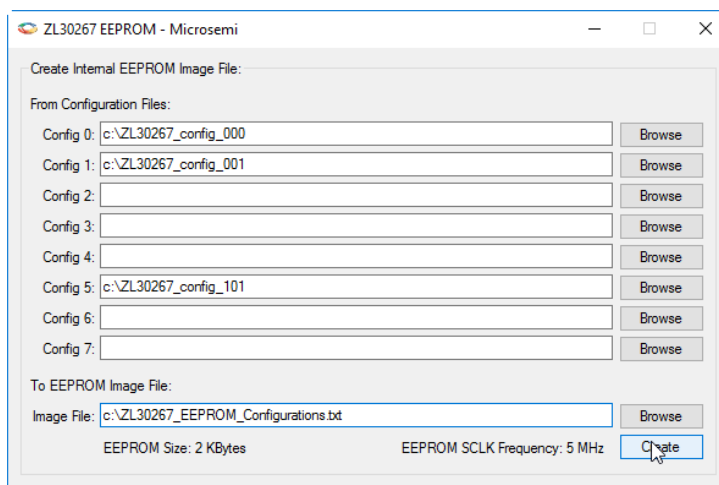 ZL30267 EEPROM - Microsemi
Create Internal EEPROM Image File:
From Configuration Files:
Config 0: c:\ZL30267_config_000 Browse
Config 1: c:\ZL30267_config_001 Browse
Config 2: Browse
Config 3: Browse
Config 4: Browse
Config 5: c:\ZL30267_config_101 Browse
Config 6: Browse
Config 7: Browse
To EEPROM Image File:
Image File: c:\ZL30267_EEPROM_Configurations.txt Browse
EEPROM Size: 2 KBytes EEPROM SCLK Frequency: 5 MHz Create